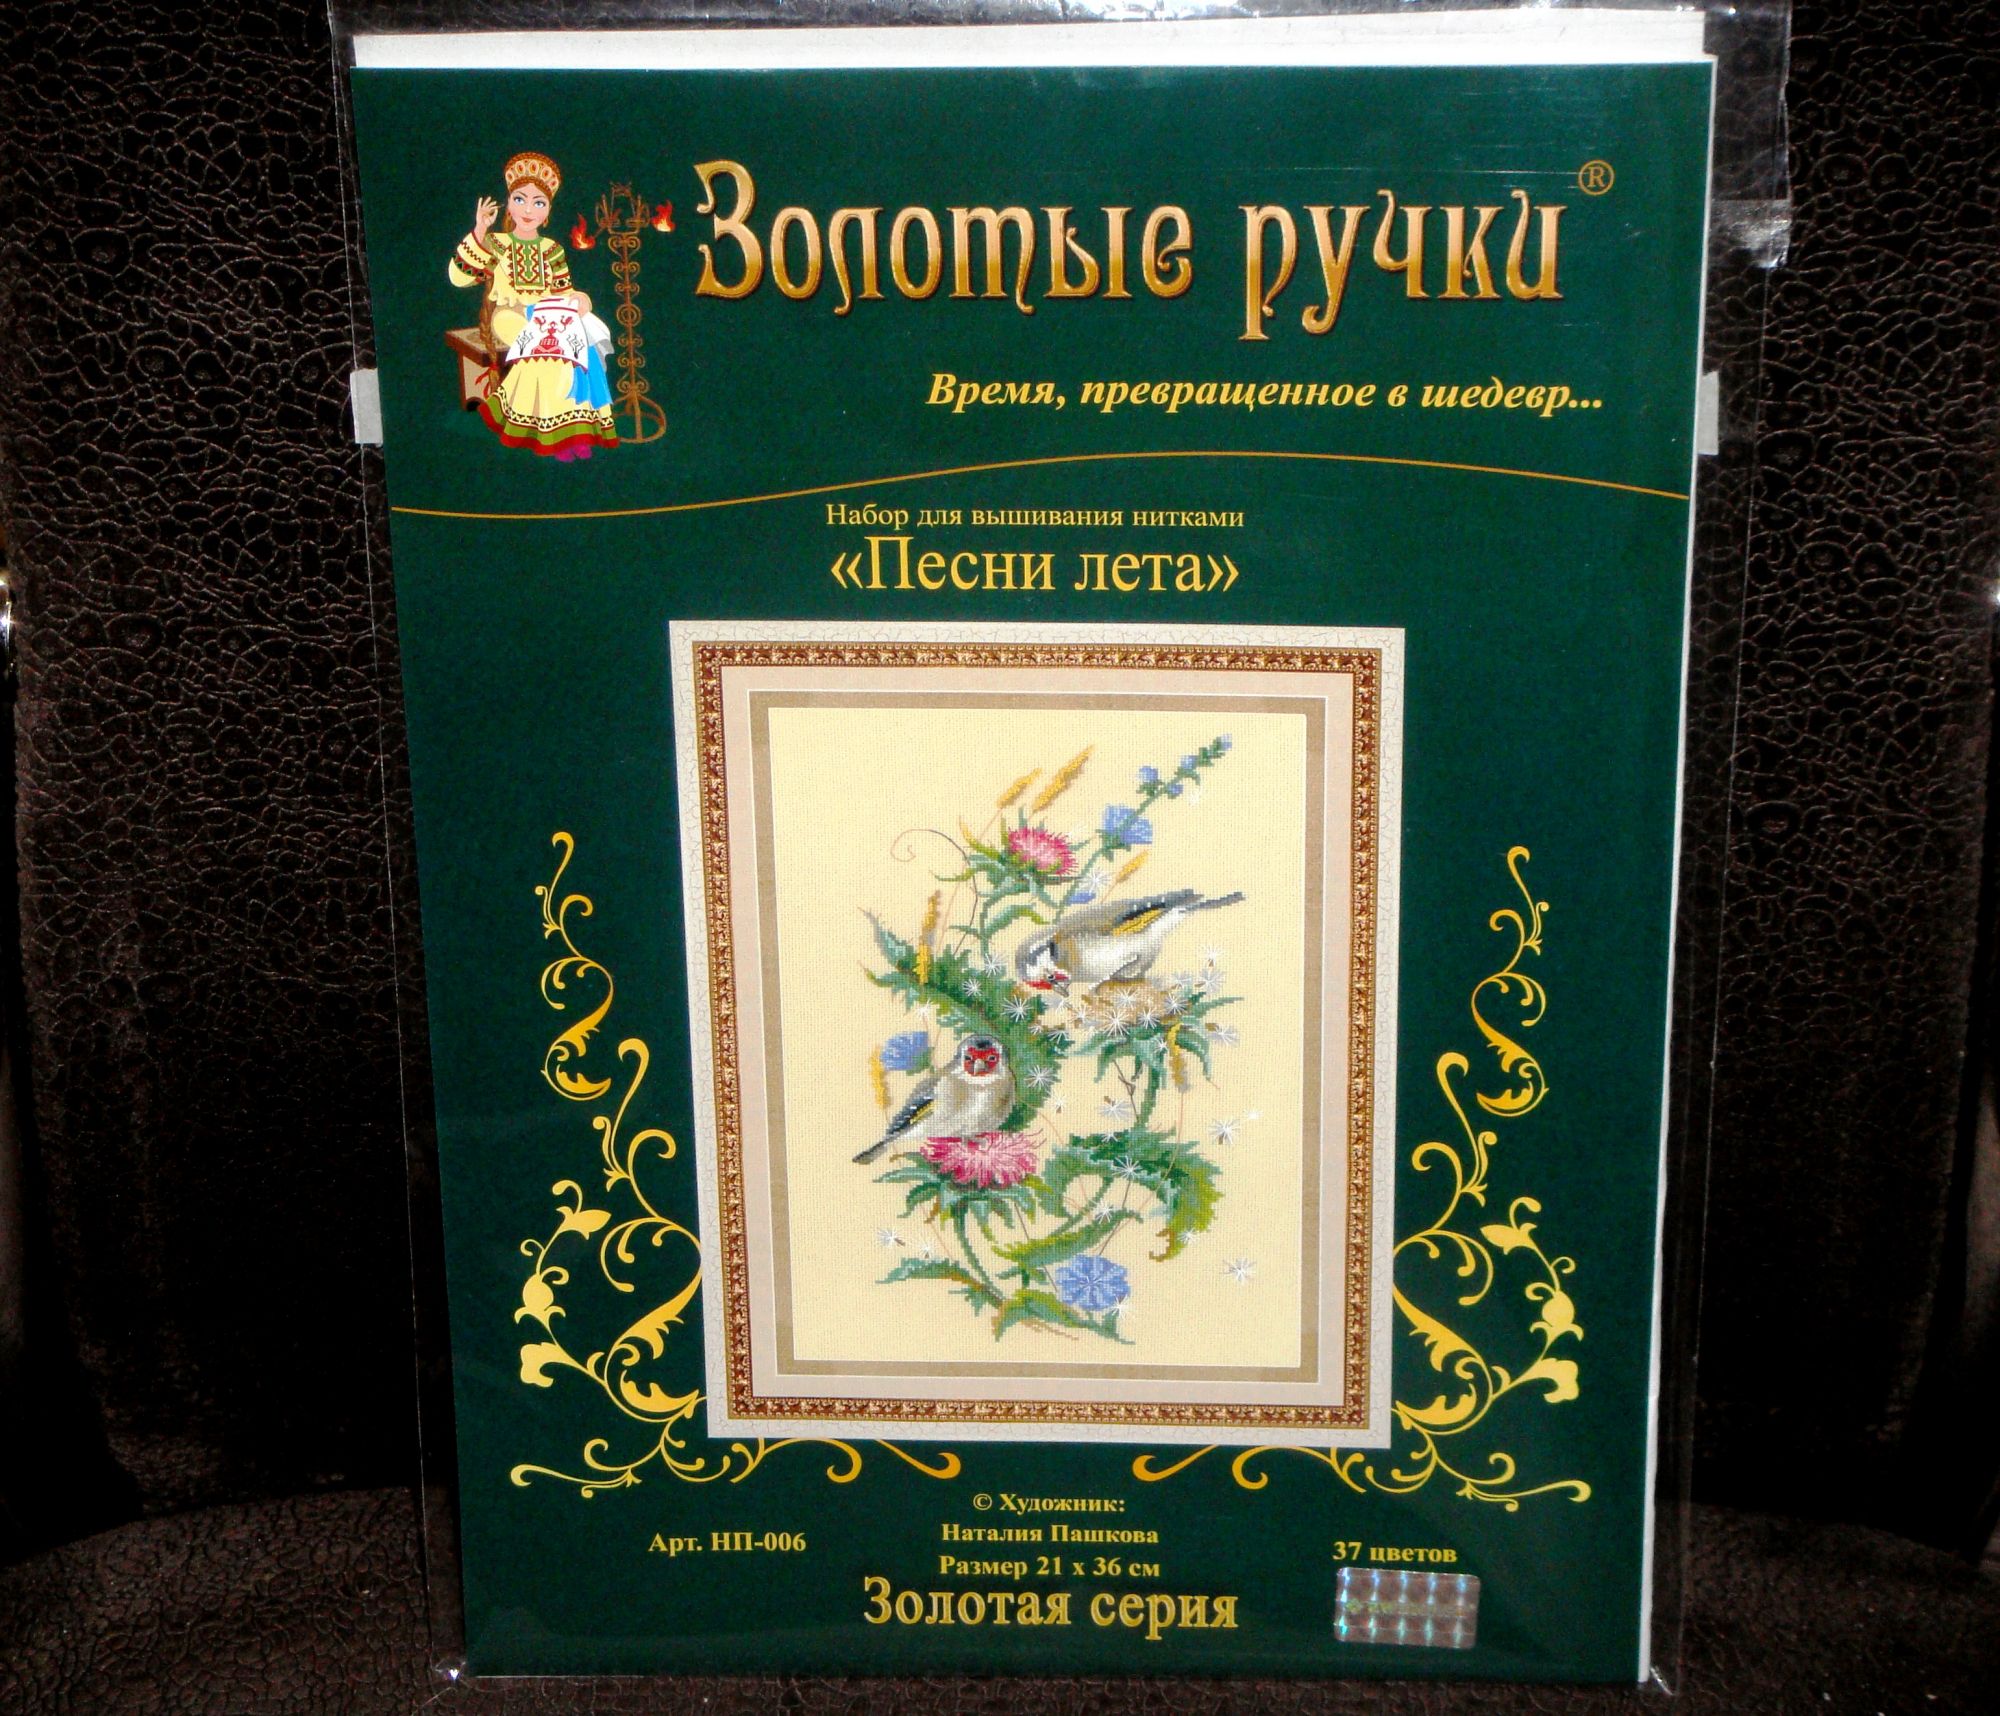 Золотые ручки®
Время, превращенное в шедевр...
Набор для вышивания нитками
«Песни лета»
© Художник:
Наталия Пашкова
Арт. НП-006
Размер 21 х 36 см
37 цветов
Золотая серия